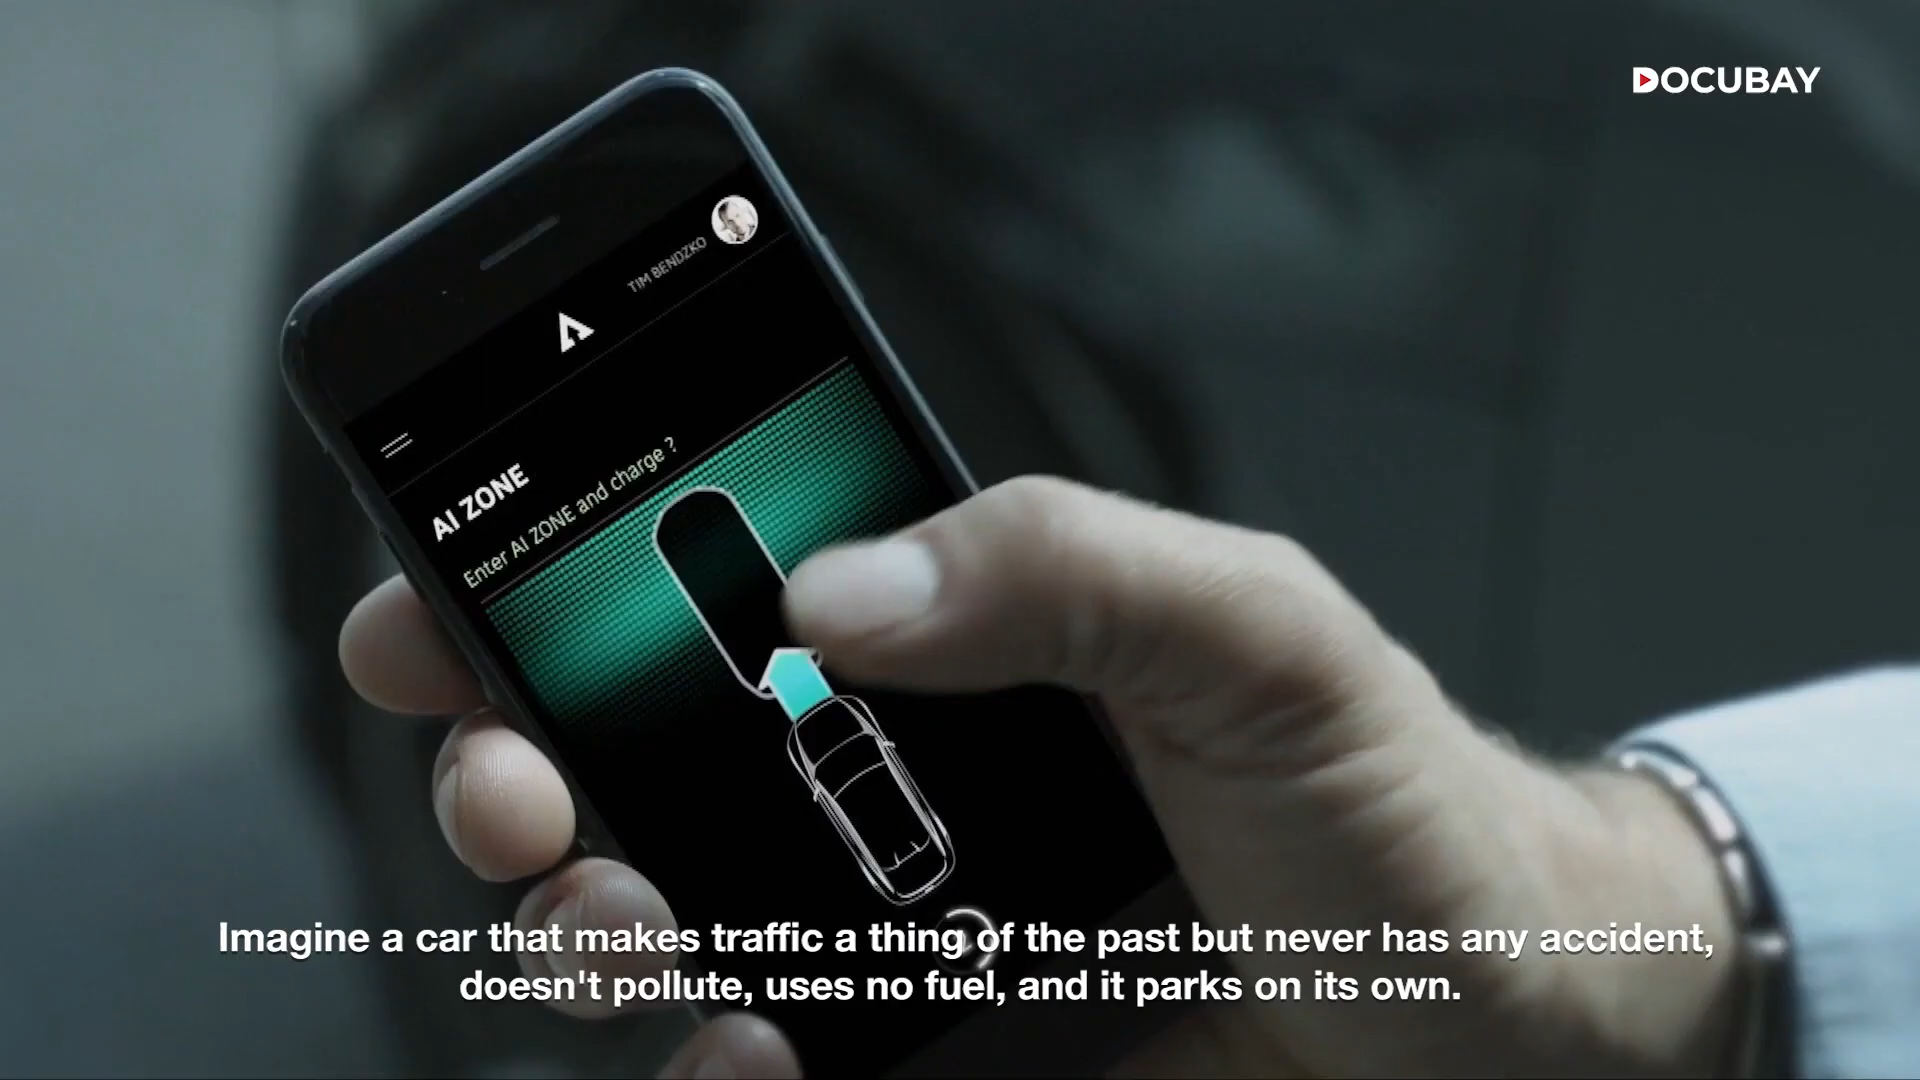 DOCUBAY
TIM BENDZKO
AI ZONE
Enter AI ZONE and charge ?
Imagine a car that makes traffic a thing of the past but never has any accident,
doesn't pollute, uses no fuel, and it parks on its own.